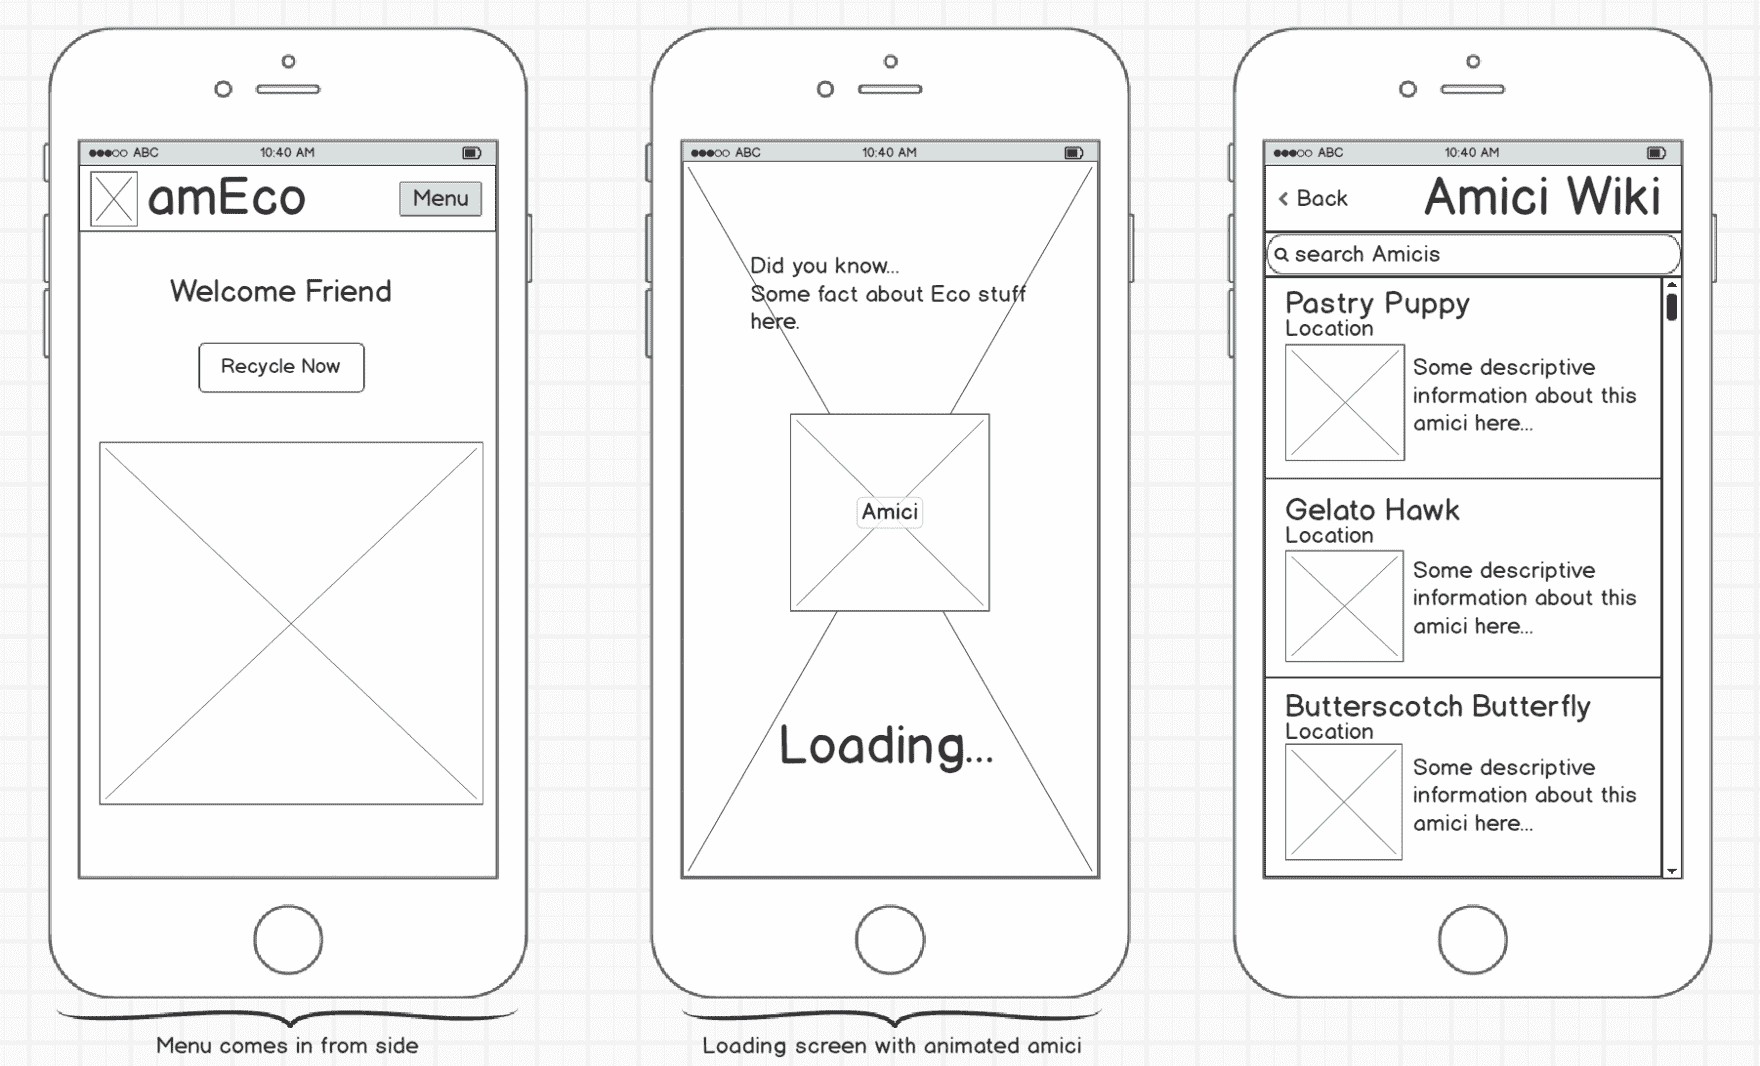 ABC 10:40 AM
amEco Menu
Welcome Friend
Recycle Now
Menu comes in from side
ABC 10:40 AM
Did you know...
Some fact about Eco stuff
here.
Amici
Loading...
Loading screen with animated amici
ABC 10:40 AM
Back Amici Wiki
search Amicis
Pastry Puppy
Location
Some descriptive
information about this
amici here...
Gelato Hawk
Location
Some descriptive
information about this
amici here...
Butterscotch Butterfly
Location
Some descriptive
information about this
amici here...